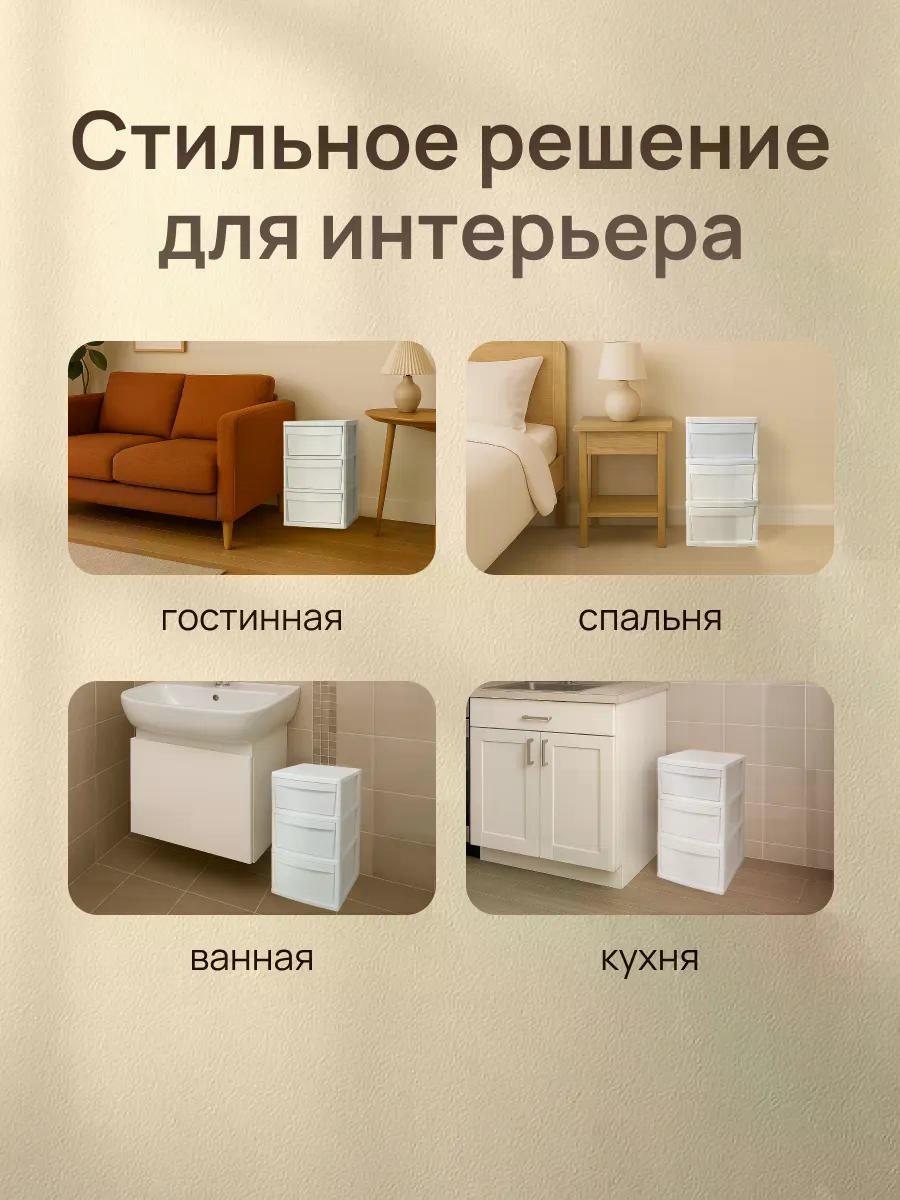 Стильное решение
для интерьера
гостинная
спальня
ванная
кухня